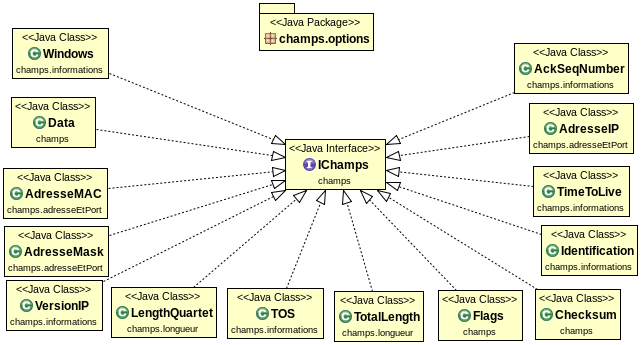 <<Java Package>>
champs.options
<<Java Class>>
Windows
champs.informations
<<Java Class>>
AckSeqNumber
champs.informations
<<Java Class>>
Data
champs
<<Java Class>>
AdresseIP
champs.adresseEtPort
<<Java Interface>>
IChamps
champs
<<Java Class>>
AdresseMAC
champs.adresseEtPort
<<Java Class>>
TimeToLive
champs.informations
<<Java Class>>
AdresseMask
champs.adresseEtPort
<<Java Class>>
Identification
champs.informations
<<Java Class>>
VersionIP
champs.informations
<<Java Class>>
LengthQuartet
champs.longueur
<<Java Class>>
TOS
champs.informations
<<Java Class>>
TotalLength
champs.longueur
<<Java Class>>
Flags
champs
<<Java Class>>
Checksum
champs